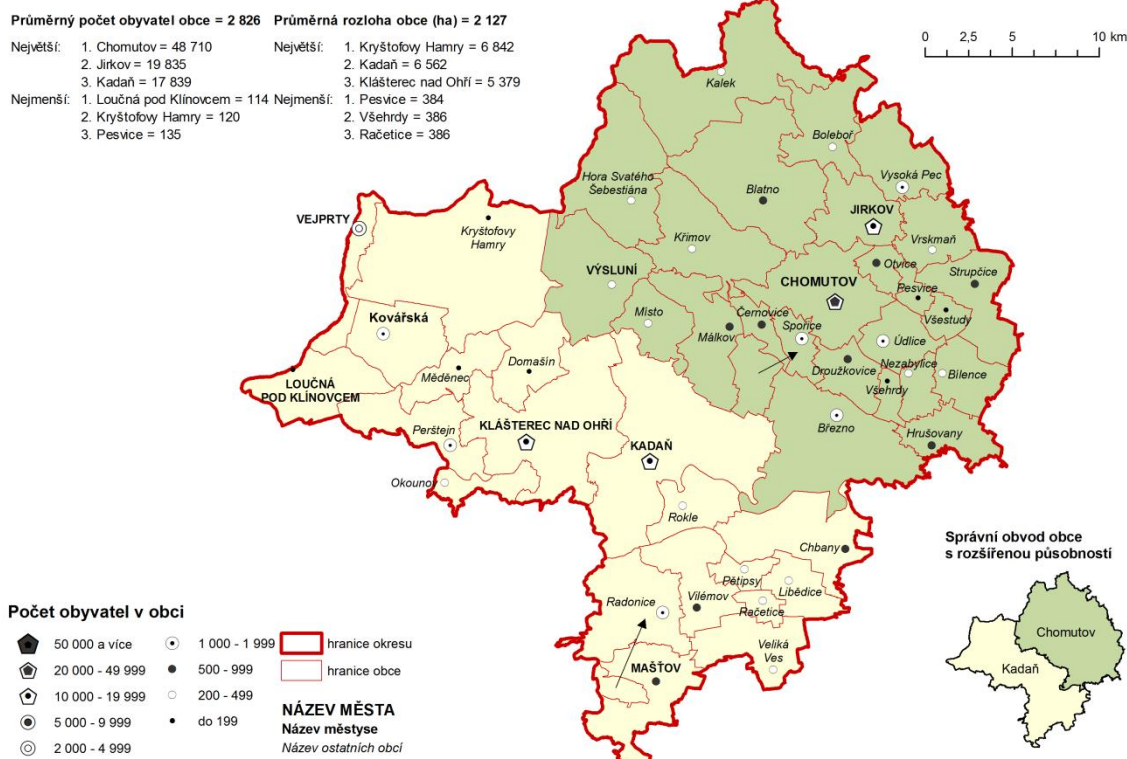 Průměrný počet obyvatel obce = 2 826
Největší: 1. Chomutov = 48 710
2. Jirkov = 19 835
3. Kadaň = 17 839
Nejmenší: 1. Loučná pod Klínovcem = 114
2. Kryštofovy Hamry = 120
3. Pesvice = 135
Průměrná rozloha obce (ha) = 2 127
Největší: 1. Kryštofovy Hamry = 6 842
2. Kadaň = 6 562
3. Klášterec nad Ohří = 5 379
Nejmenší: 1. Pesvice = 384
2. Všehrdy = 386
3. Račetice = 386
0 2,5 5 10 km
Kalek
Boleboř
Vysoká Pec
Hora Svatého
Šebestiána
Blatno
JIRKOV
VEJPRTY
Kryštofovy
Hamry
Křimov
Vrskmaň
Otvice
Strupčice
VÝSLUNÍ
CHOMUTOV
Pesvice
Místo
Černovice
Všestudy
Kovářská
Málkov
Spořice
Údlice
Domašín
Droužkovice
Nezabylice
Měděnec
Všehrdy
Bílence
LOUČNÁ
POD KLÍNOVCEM
Perštejn
KLÁŠTEREC NAD OHŘÍ
Březno
Hrušovany
KADAŇ
Okounov
Rokle
Chbany
Pětipsy
Libědice
Radonice
Vilémov
Račetice
Veliká
Ves
MAŠŤOV
Správní obvod obce
s rozšířenou působností
Chomutov
Kadaň
Počet obyvatel v obci
50 000 a více
20 000 - 49 999
10 000 - 19 999
5 000 - 9 999
2 000 - 4 999
1 000 - 1 999
500 - 999
200 - 499
do 199
hranice okresu
hranice obce
NÁZEV MĚSTA
Název městyse
Název ostatních obcí